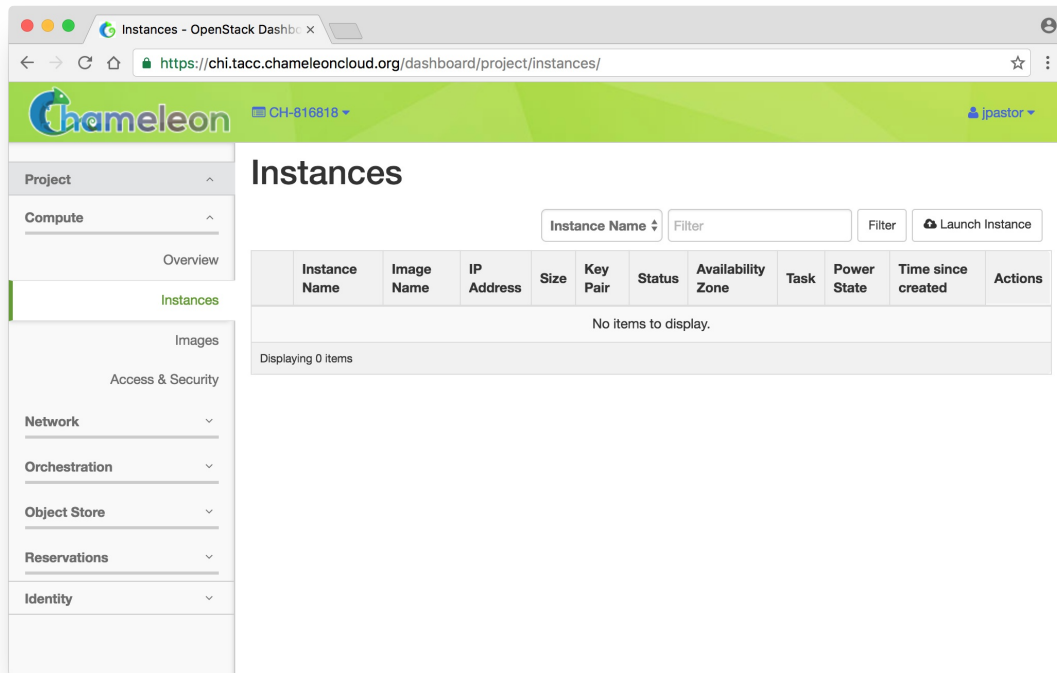 Instances - OpenStack Dashbo
https://chi.tacc.chameleoncloud.org/dashboard/project/instances/
Chameleon
CH-816818
jpastor
Project
Compute
Overview
Instances
Images
Access & Security
Network
Orchestration
Object Store
Reservations
Identity
Instances
Instance Name Filter Filter Launch Instance
Instance Name Image Name IP Address Size Key Pair Status Availability Zone Task Power State Time since created Actions
No items to display.
Displaying 0 items